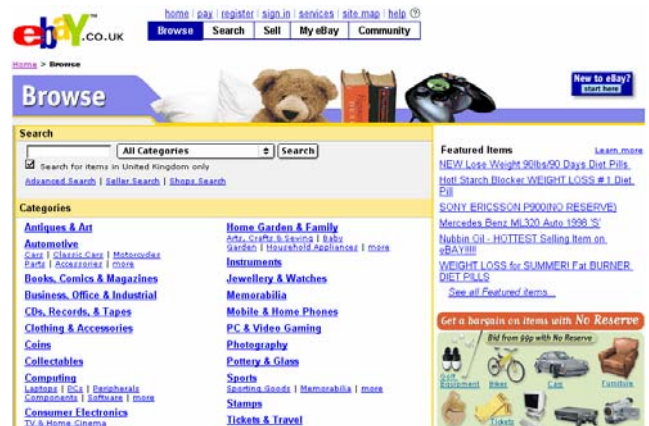 home | pay | register | sign in | services | site map | help ?
ebaY™.CO.UK
Browse Search Sell My eBay Community
Home > Browse
Browse
New to eBay?
start here
Search
All Categories Search
Search for items in United Kingdom only
Advanced Search | Seller Search | Shops Search
Categories
Antiques & Art
Automotive
Cars | Classic Cars | Motorcycles
Parts | Accessories | more
Books, Comics & Magazines
Business, Office & Industrial
CDs, Records, & Tapes
Clothing & Accessories
Coins
Collectables
Computing
Laptops | PCs | Peripherals
Components | Software | more
Consumer Electronics
TV & Home Cinema
Home Garden & Family
Arts, Crafts & Sewing | Baby
Garden | Household Appliances | more
Instruments
Jewellery & Watches
Memorabilia
Mobile & Home Phones
PC & Video Gaming
Photography
Pottery & Glass
Sports
Sporting Goods | Memorabilia | more
Stamps
Tickets & Travel
Featured Items Learn more
NEW Lose Weight 90lbs/90 Days Diet Pills
Hot! Starch Blocker WEIGHT LOSS # 1 Diet
Pill
SONY ERICSSON P900(NO RESERVE)
Mercedes Benz ML320 Auto 1998 'S'
Nubbin Oil - HOTTEST Selling Item on
eBAY!!!!
WEIGHT LOSS for SUMMER! Fat BURNER
DIET PILLS
See all Featured items...
Get a bargain on items with No Reserve
Bid from 99p with No Reserve
Golf
Equipment Bikes Cars Furniture
Tickets